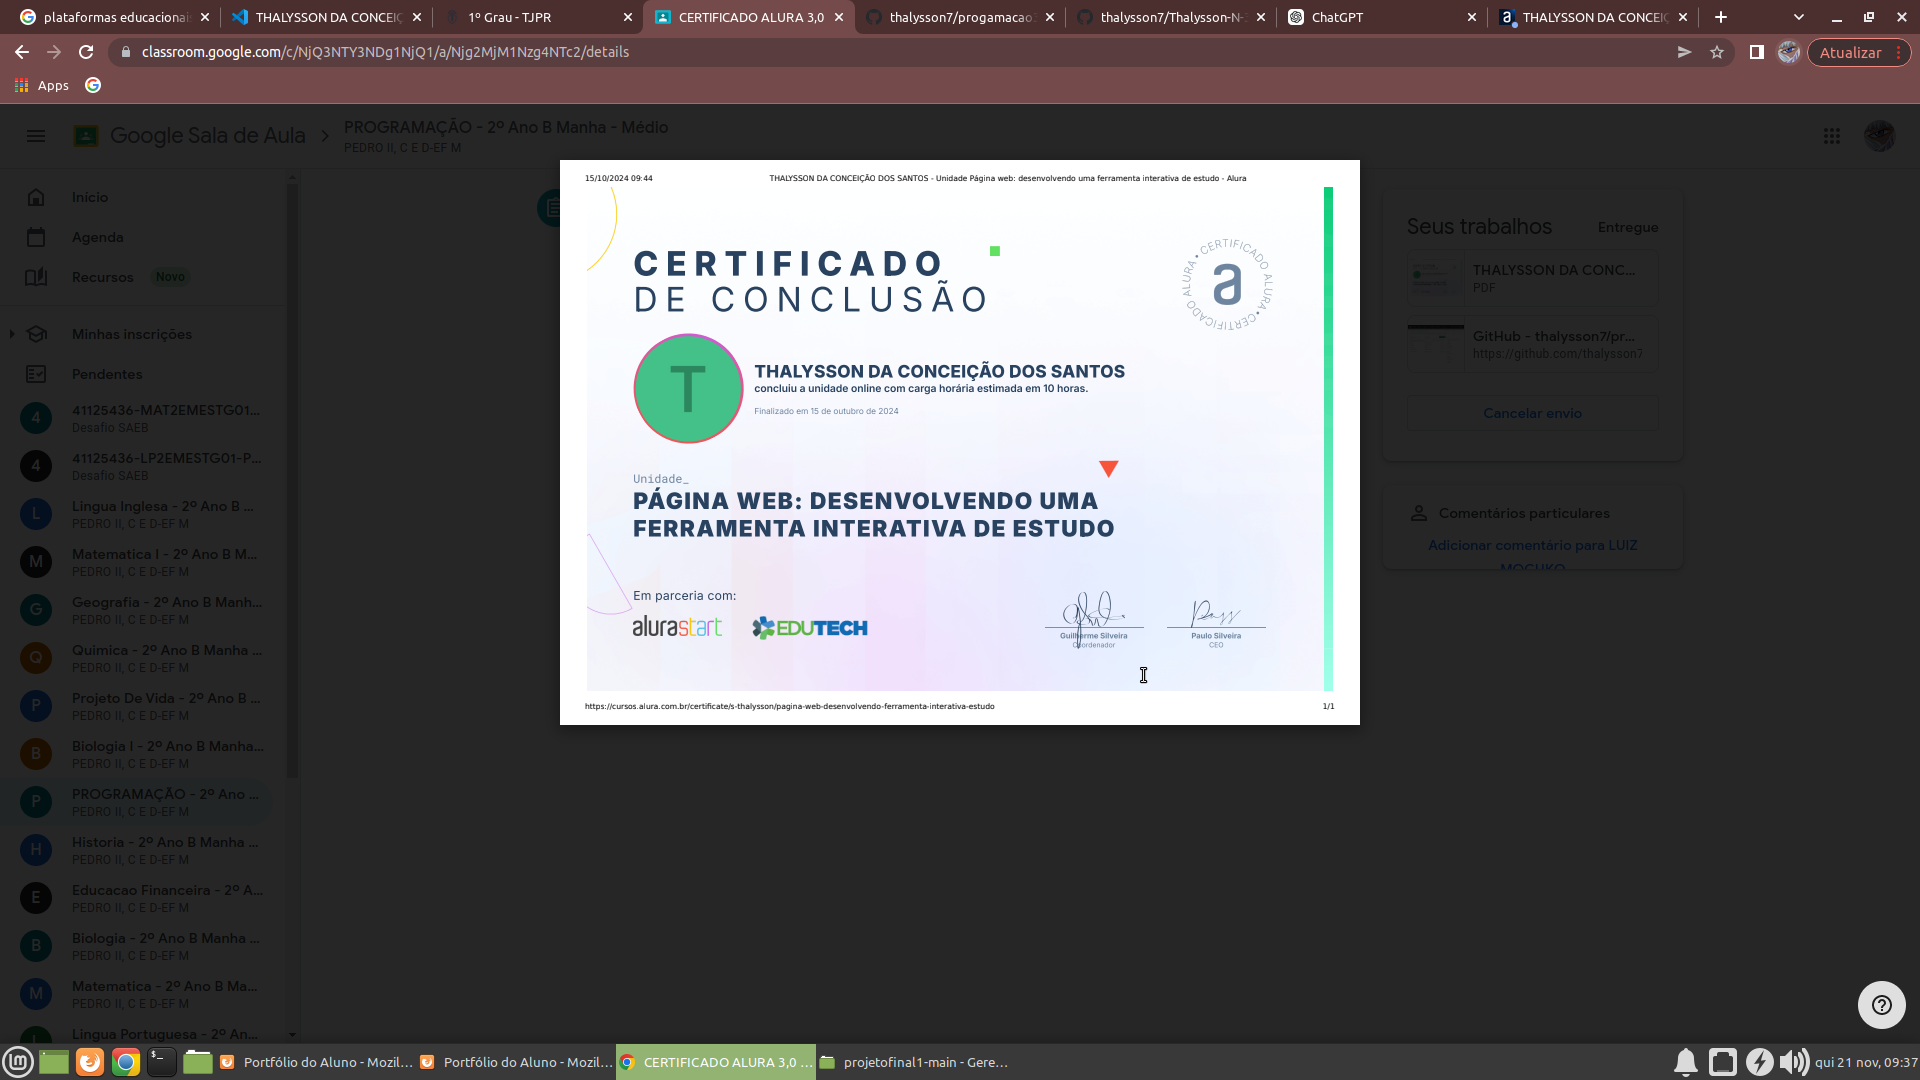 plataformas educacionai
THALYSSON DA CONCEIÇ
1º Grau - TJPR
CERTIFICADO ALURA 3,0
thalysson7/progamacao
thalysson7/Thalysson-N-
ChatGPT
THALYSSON DA CONCEIÇ
classroom.google.com/c/NjQ3NTY3NDg1NjQ1/a/Njg2MjM1Nzg4NTc2/details
Atualizar
Apps
Google Sala de Aula
PROGRAMAÇÃO - 2º Ano B Manha - Médio
PEDRO II, C E D-EF M
Início
Agenda
Recursos Novo
Minhas inscrições
Pendentes
4
41125436-MAT2EMESTG01...
Desafio SAEB
4
41125436-LP2EMESTG01-P...
Desafio SAEB
L
Lingua Inglesa - 2º Ano B ...
PEDRO II, C E D-EF M
M
Matematica I - 2º Ano B M...
PEDRO II, C E D-EF M
G
Geografia - 2º Ano B Manh...
PEDRO II, C E D-EF M
Q
Quimica - 2º Ano B Manha ...
PEDRO II, C E D-EF M
P
Projeto De Vida - 2º Ano B ...
PEDRO II, C E D-EF M
B
Biologia I - 2º Ano B Manha...
PEDRO II, C E D-EF M
P
PROGRAMAÇÃO - 2º Ano ...
PEDRO II, C E D-EF M
H
Historia - 2º Ano B Manha ...
PEDRO II, C E D-EF M
E
Educacao Financeira - 2º A...
PEDRO II, C E D-EF M
B
Biologia - 2º Ano B Manha ...
PEDRO II, C E D-EF M
M
Matematica - 2º Ano B Ma...
PEDRO II, C E D-EF M
Lingua Portuguesa - 2º An...
15/10/2024 09:44
THALYSSON DA CONCEIÇÃO DOS SANTOS - Unidade Página web: desenvolvendo uma ferramenta interativa de estudo - Alura
CERTIFICADO
DE CONCLUSÃO
CERTIFICADO ALURA • CERTIFICADO ALURA •
a
T
THALYSSON DA CONCEIÇÃO DOS SANTOS
concluiu a unidade online com carga horária estimada em 10 horas.
Finalizado em 15 de outubro de 2024
Unidade_
PÁGINA WEB: DESENVOLVENDO UMA
FERRAMENTA INTERATIVA DE ESTUDO
Em parceria com:
alurastart
EDUTECH
Guilherme Silveira
Coordenador
Paulo Silveira
CEO
https://cursos.alura.com.br/certificate/s-thalysson/pagina-web-desenvolvendo-ferramenta-interativa-estudo
1/1
Seus trabalhos
Entregue
THALYSSON DA CONC...
PDF
GitHub - thalysson7/pr...
https://github.com/thalysson7
Cancelar envio
Comentários particulares
Adicionar comentário para LUIZ
MOCUKO
Portfólio do Aluno - Mozil...
Portfólio do Aluno - Mozil...
CERTIFICADO ALURA 3,0 ...
projetofinal1-main - Gere...
qui 21 nov, 09:37